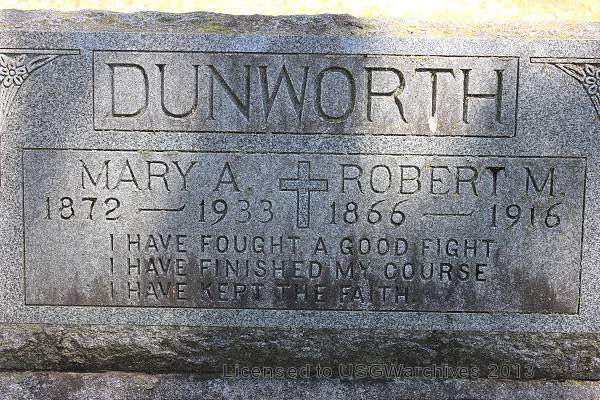 DUNWORTH
MARY A. ROBERT M.
1872 — 1933 1866 — 1916
I HAVE FOUGHT A GOOD FIGHT
I HAVE FINISHED MY COURSE
I HAVE KEPT THE FAITH.
Licensed to USGWarchives 2013